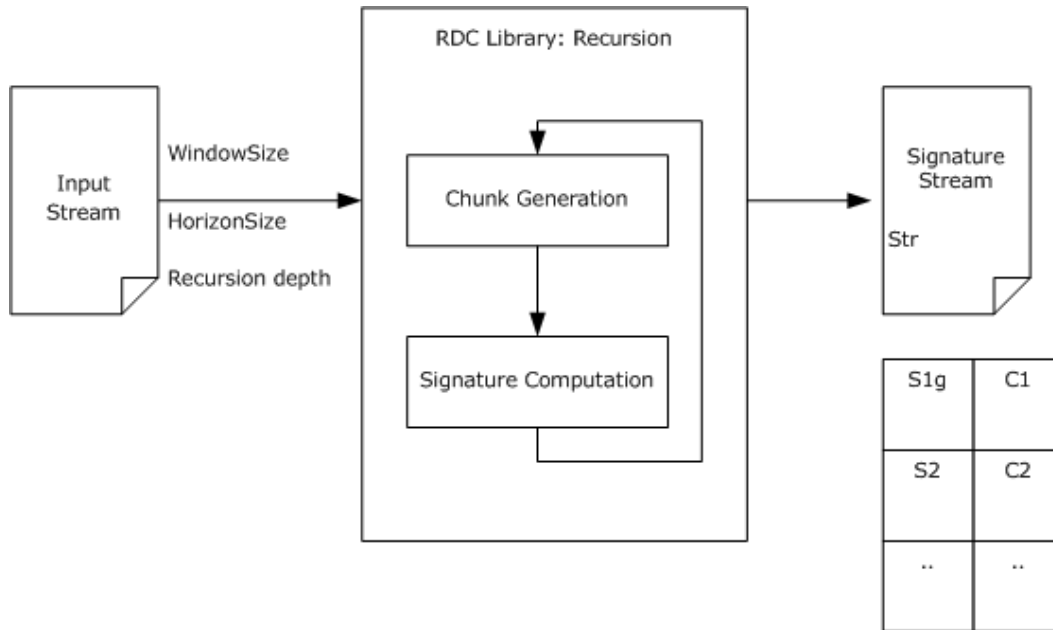 RDC Library: Recursion
Input
Stream
WindowSize
HorizonSize
Recursion depth
Chunk Generation
Signature Computation
Signature
Stream
Str
S1g C1
S2 C2
.. ..